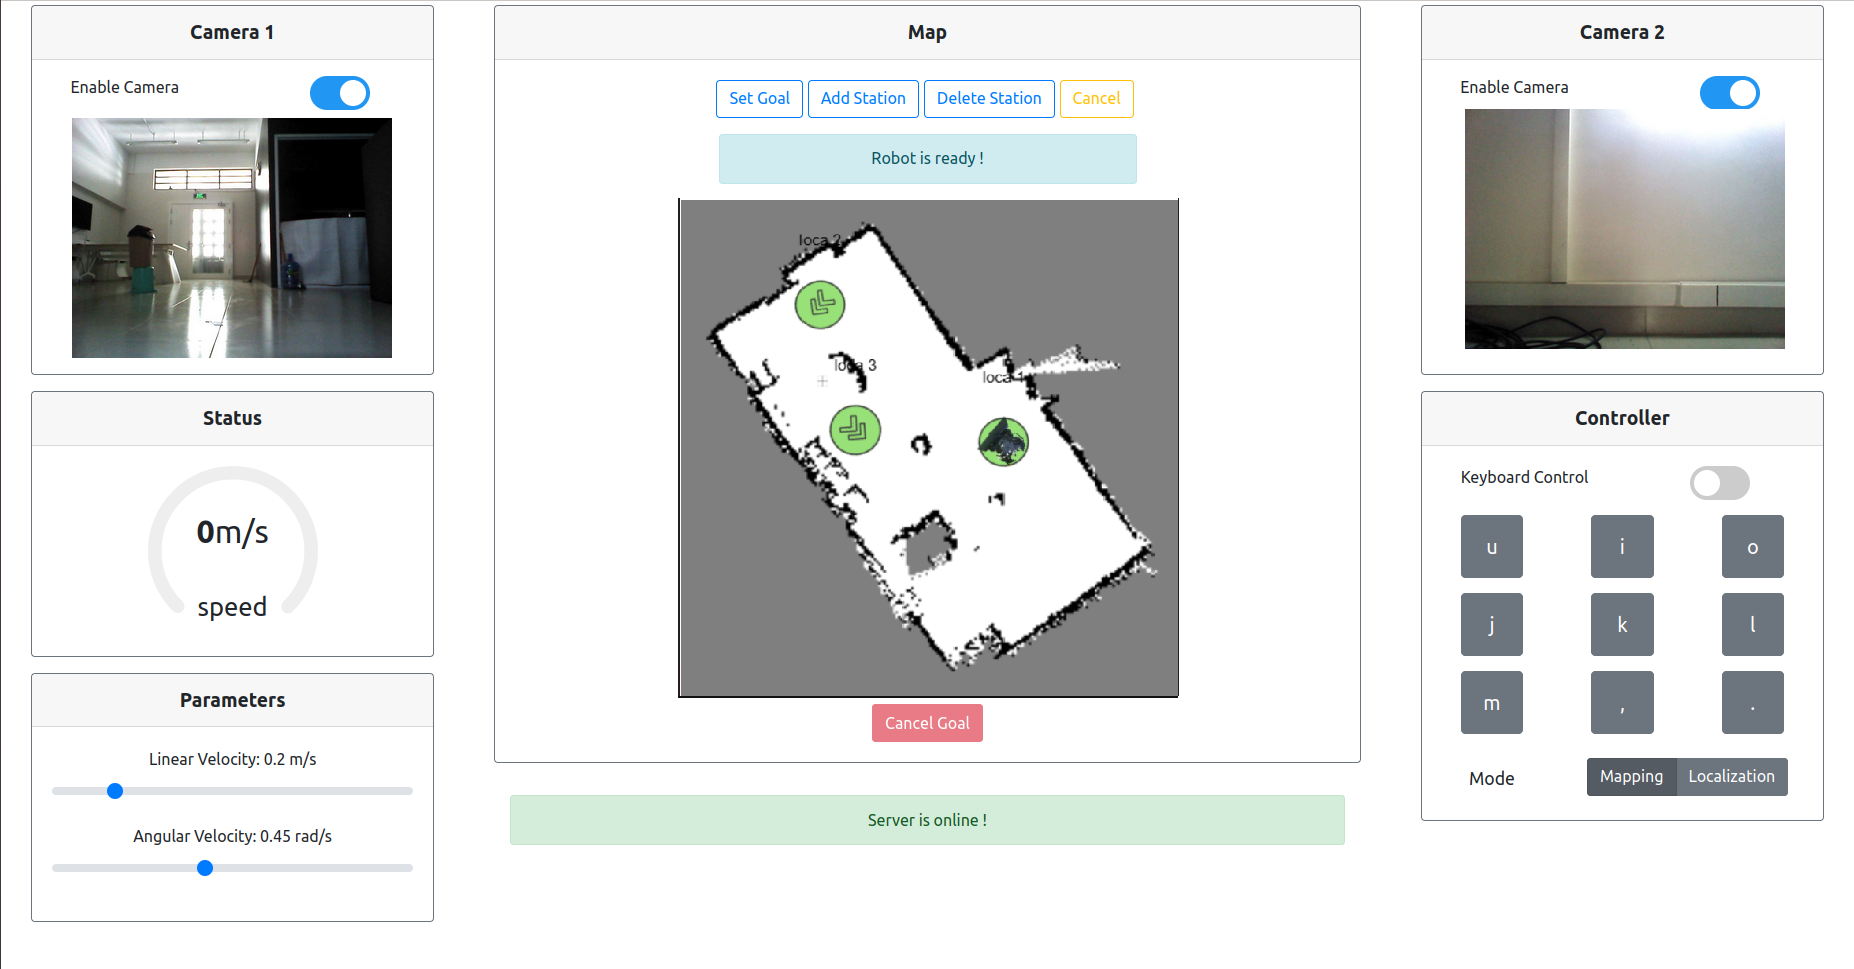 Camera 1
Enable Camera
Status
0m/s
speed
Parameters
Linear Velocity: 0.2 m/s
Angular Velocity: 0.45 rad/s
Map
Set Goal
Add Station
Delete Station
Cancel
Robot is ready !
loca 2
loca 3
loca 1
Cancel Goal
Server is online !
Camera 2
Enable Camera
Controller
Keyboard Control
u i o
j k l
m , .
Mode
Mapping
Localization